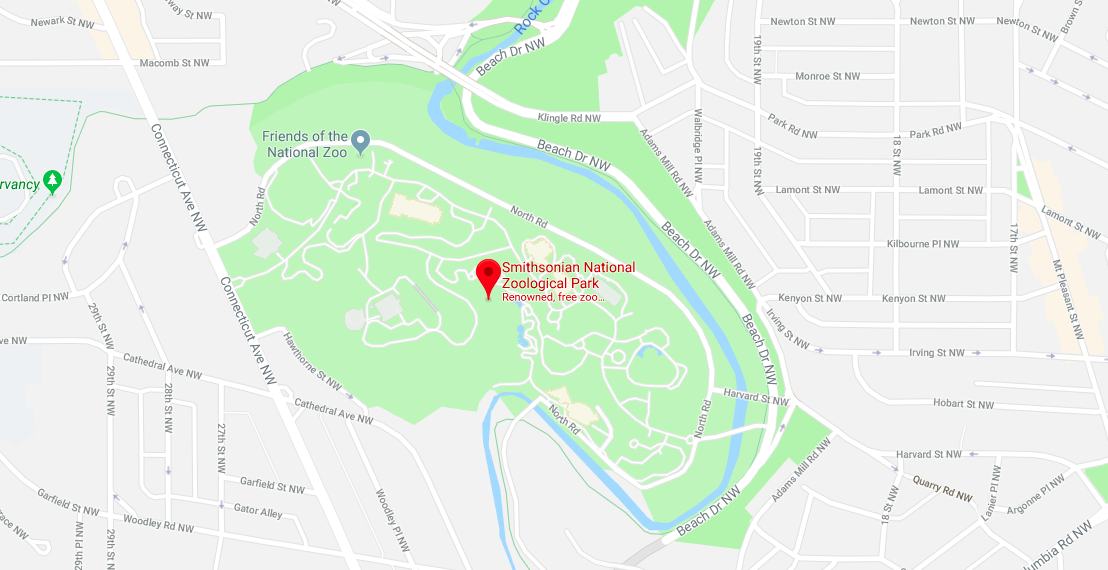 Newark St NW
Macomb St NW
Rock C
Beach Dr NW
Newton St NW
Newton St NW
Newton St NW
Brown S
19th St NW
Monroe St NW
Klingle Rd NW
Walbridge Pl NW
Park Rd NW
Park Rd NW
18 St NW
Connecticut Ave NW
Friends of the
National Zoo
Beach Dr NW
Adams Mill Rd NW
19th St NW
rvancy
North Rd
North Rd
Lamont St NW
Lamont St NW
Lamont St NW
17th St NW
Beach Dr NW
Adams Mill Rd NW
Kilbourne Pl NW
Smithsonian National
Zoological Park
Renowned, free zoo...
Cortland Pl NW
Connecticut Ave NW
29th St NW
Kenyon St NW
Kenyon St NW
Mt Pleasant St NW
Irving St NW
Irving St NW
Beach Dr NW
ve NW
Hawthorne St NW
Cathedral Ave NW
Cathedral Ave NW
29th St NW
28th St NW
27th St NW
North Rd
North Rd
Harvard St NW
Hobart St NW
Adams Mill Rd NW
Harvard St NW
Quarry Rd NW
Lanier Pl NW
Argonne Pl NW
18 St NW
Garfield St NW
Garfield St NW
Gator Alley
Woodley Rd NW
Woodley Pl NW
race NW
29 Pl NW
29th St NW
Beach Dr NW
lumbia Rd NW